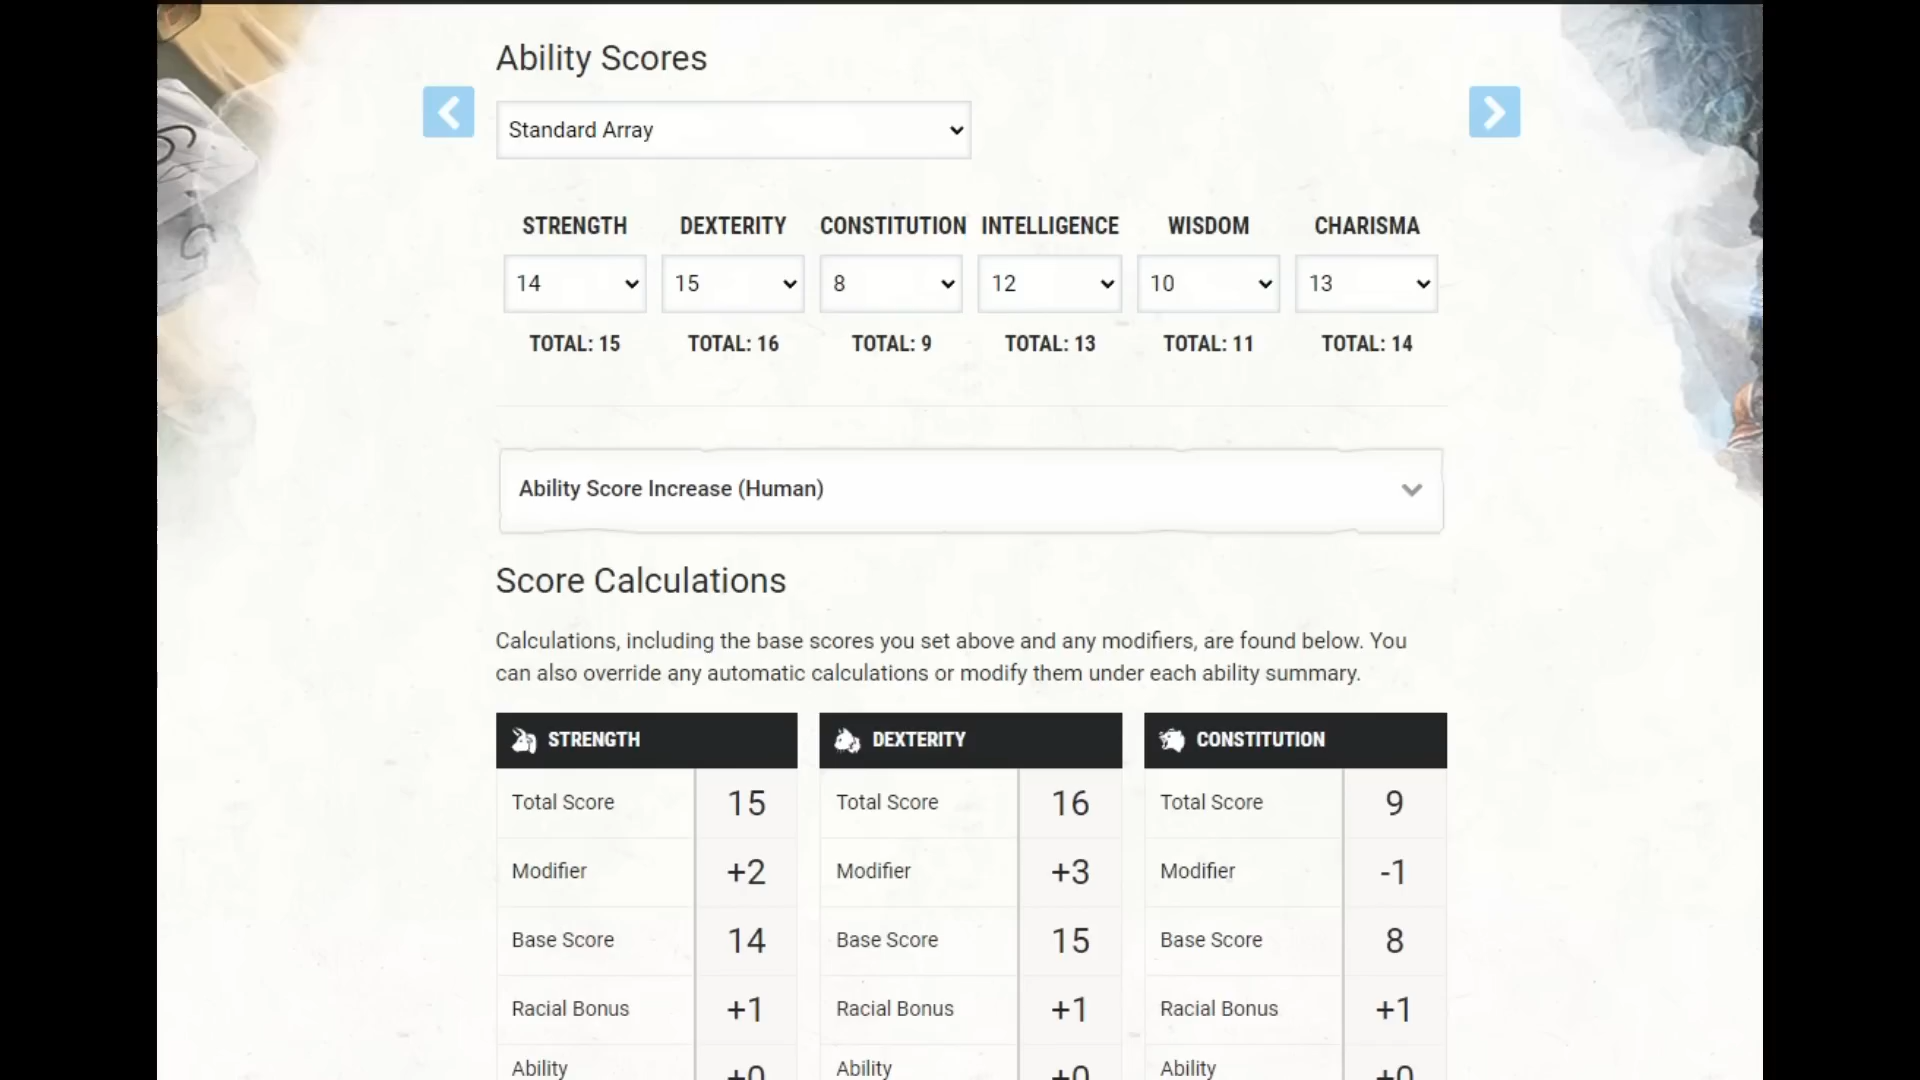 Ability Scores
Standard Array
STRENGTH DEXTERITY CONSTITUTION INTELLIGENCE WISDOM CHARISMA
14 15 8 12 10 13
TOTAL: 15 TOTAL: 16 TOTAL: 9 TOTAL: 13 TOTAL: 11 TOTAL: 14
Ability Score Increase (Human)
Score Calculations
Calculations, including the base scores you set above and any modifiers, are found below. You
can also override any automatic calculations or modify them under each ability summary.
STRENGTH DEXTERITY CONSTITUTION
Total Score 15 Total Score 16 Total Score 9
Modifier +2 Modifier +3 Modifier -1
Base Score 14 Base Score 15 Base Score 8
Racial Bonus +1 Racial Bonus +1 Racial Bonus +1
Ability +0 Ability +0 Ability +0